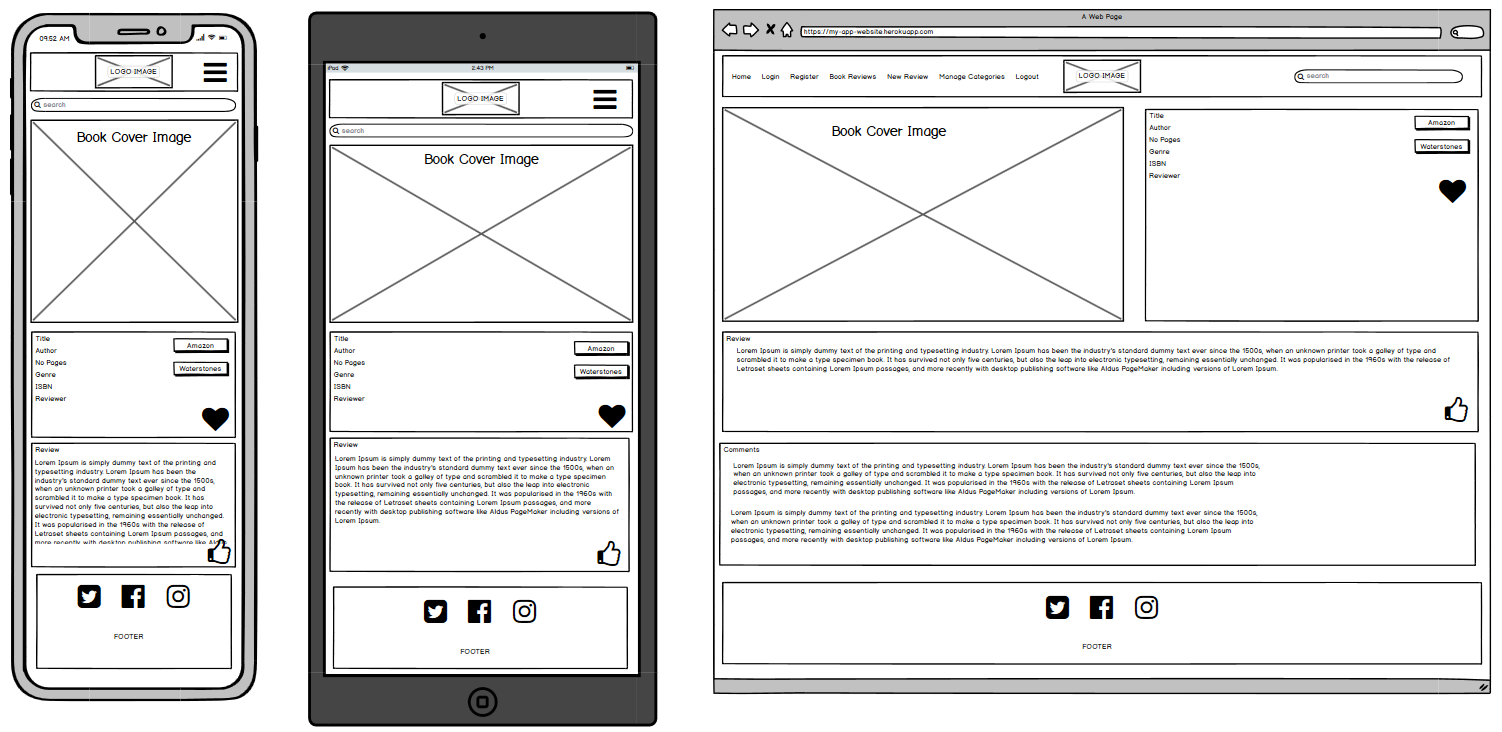 09:52 AM
LOGO IMAGE
search
Book Cover Image
Title
Amazon
Author
No Pages
Waterstones
Genre
ISBN
Reviewer
Review
Lorem Ipsum is simply dummy text of the printing and
typesetting industry. Lorem Ipsum has been the
industry's standard dummy text ever since the 1500s,
when an unknown printer took a galley of type and
scrambled it to make a type specimen book. It has
survived not only five centuries, but also the leap into
electronic typesetting, remaining essentially unchanged.
It was popularised in the 1960s with the release of
Letraset sheets containing Lorem Ipsum passages, and
more recently with desktop publishing software like Aldus
FOOTER
iPad
2:43 PM
LOGO IMAGE
search
Book Cover Image
Title
Amazon
Author
No Pages
Waterstones
Genre
ISBN
Reviewer
Review
Lorem Ipsum is simply dummy text of the printing and typesetting industry. Lorem
Ipsum has been the industry's standard dummy text ever since the 1500s, when an
unknown printer took a galley of type and scrambled it to make a type specimen
book. It has survived not only five centuries, but also the leap into electronic
typesetting, remaining essentially unchanged. It was popularised in the 1960s with
the release of Letraset sheets containing Lorem Ipsum passages, and more
recently with desktop publishing software like Aldus PageMaker including versions of
Lorem Ipsum.
FOOTER
A Web Page
https://my-app-website.herokuapp.com
Home Login Register Book Reviews New Review Manage Categories Logout
LOGO IMAGE
search
Book Cover Image
Title
Amazon
Author
No Pages
Waterstones
Genre
ISBN
Reviewer
Review
Lorem Ipsum is simply dummy text of the printing and typesetting industry. Lorem Ipsum has been the industry's standard dummy text ever since the 1500s, when an unknown printer took a galley of type and
scrambled it to make a type specimen book. It has survived not only five centuries, but also the leap into electronic typesetting, remaining essentially unchanged. It was popularised in the 1960s with the release of
Letraset sheets containing Lorem Ipsum passages, and more recently with desktop publishing software like Aldus PageMaker including versions of Lorem Ipsum.
Comments
Lorem Ipsum is simply dummy text of the printing and typesetting industry. Lorem Ipsum has been the industry's standard dummy text ever since the 1500s,
when an unknown printer took a galley of type and scrambled it to make a type specimen book. It has survived not only five centuries, but also the leap into
electronic typesetting, remaining essentially unchanged. It was popularised in the 1960s with the release of Letraset sheets containing Lorem Ipsum
passages, and more recently with desktop publishing software like Aldus PageMaker including versions of Lorem Ipsum.
Lorem Ipsum is simply dummy text of the printing and typesetting industry. Lorem Ipsum has been the industry's standard dummy text ever since the 1500s,
when an unknown printer took a galley of type and scrambled it to make a type specimen book. It has survived not only five centuries, but also the leap into
electronic typesetting, remaining essentially unchanged. It was popularised in the 1960s with the release of Letraset sheets containing Lorem Ipsum
passages, and more recently with desktop publishing software like Aldus PageMaker including versions of Lorem Ipsum.
FOOTER